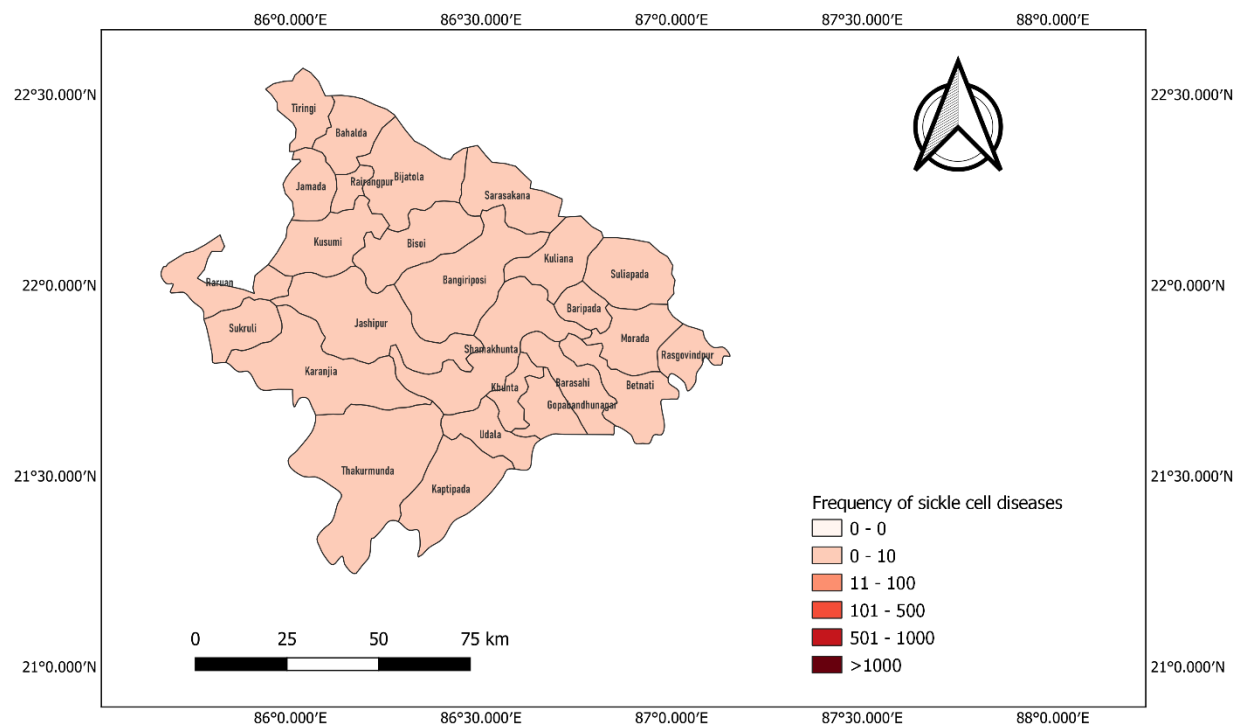 86°0.000'E 86°30.000'E 87°0.000'E 87°30.000'E 88°0.000'E
22°30.000'N 22°30.000'N
Tiringi
Bahalda
Jamada
Rairangpur
Bijatola
Sarasakana
Kusumi
Bisoi
Kuliana
Suliapada
Bangiriposi
Raruan
22°0.000'N 22°0.000'N
Baripada
Sukruli
Jashipur
Morada
Shamakhunta
Rasgovindpur
Karanjia
Khunta
Barasahi
Betnati
Gopabandhunagar
Udala
Thakurmunda
21°30.000'N 21°30.000'N
Kaptipada
Frequency of sickle cell diseases
0 - 0
0 - 10
11 - 100
101 - 500
501 - 1000
>1000
0 25 50 75 km
21°0.000'N 21°0.000'N
86°0.000'E 86°30.000'E 87°0.000'E 87°30.000'E 88°0.000'E